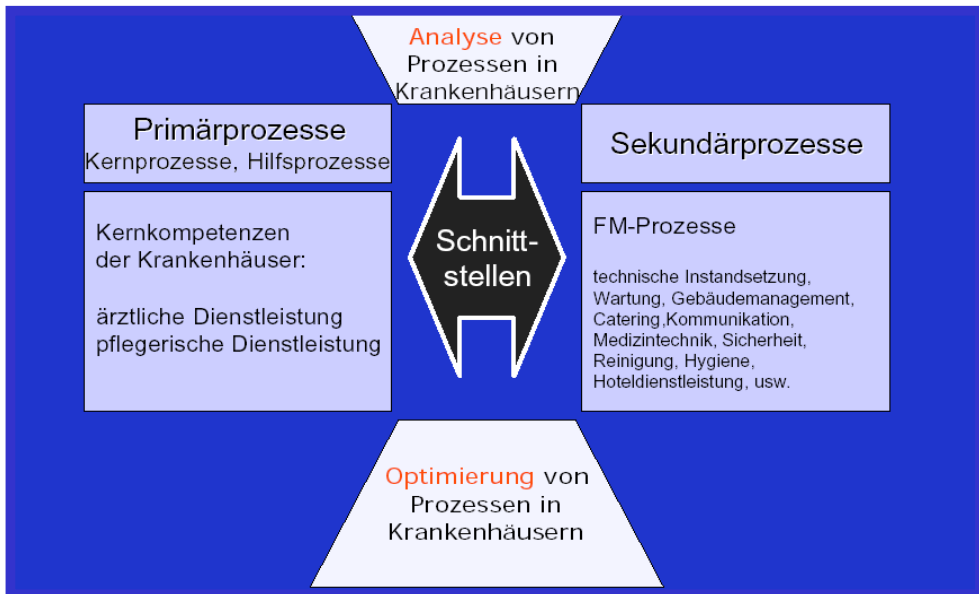 Analyse von
Prozessen in
Krankenhäusern
Primärprozesse
Kernprozesse, Hilfsprozesse
Kernkompetenzen
der Krankenhäuser:
ärztliche Dienstleistung
pflegerische Dienstleistung
Schnitt-
stellen
Sekundärprozesse
FM-Prozesse
technische Instandsetzung,
Wartung, Gebäudemanagement,
Catering,Kommunikation,
Medizintechnik, Sicherheit,
Reinigung, Hygiene,
Hoteldienstleistung, usw.
Optimierung von
Prozessen in
Krankenhäusern